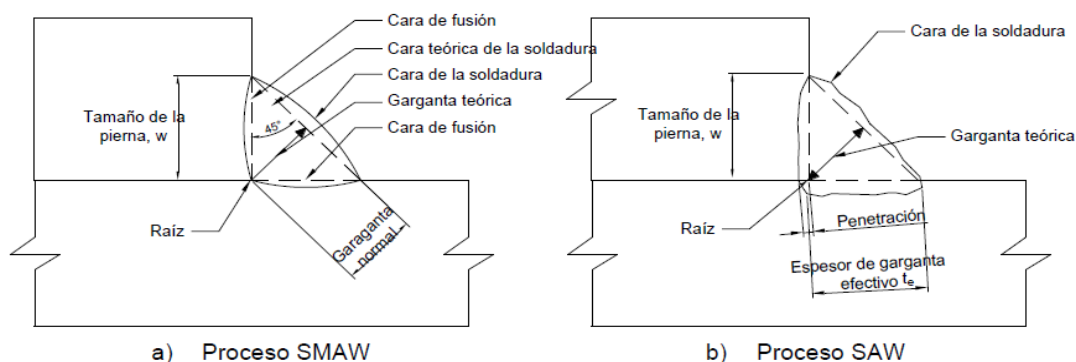 Cara de fusión
Cara teórica de la soldadura
Cara de la soldadura
Garganta teórica
Cara de fusión
Tamaño de la
pierna, w
45°
Raíz
Garaganta
normal
a) Proceso SMAW
Cara de la soldadura
Tamaño de la
pierna, w
Garganta teórica
Raíz
Penetración
Espesor de garganta
efectivo te
b) Proceso SAW